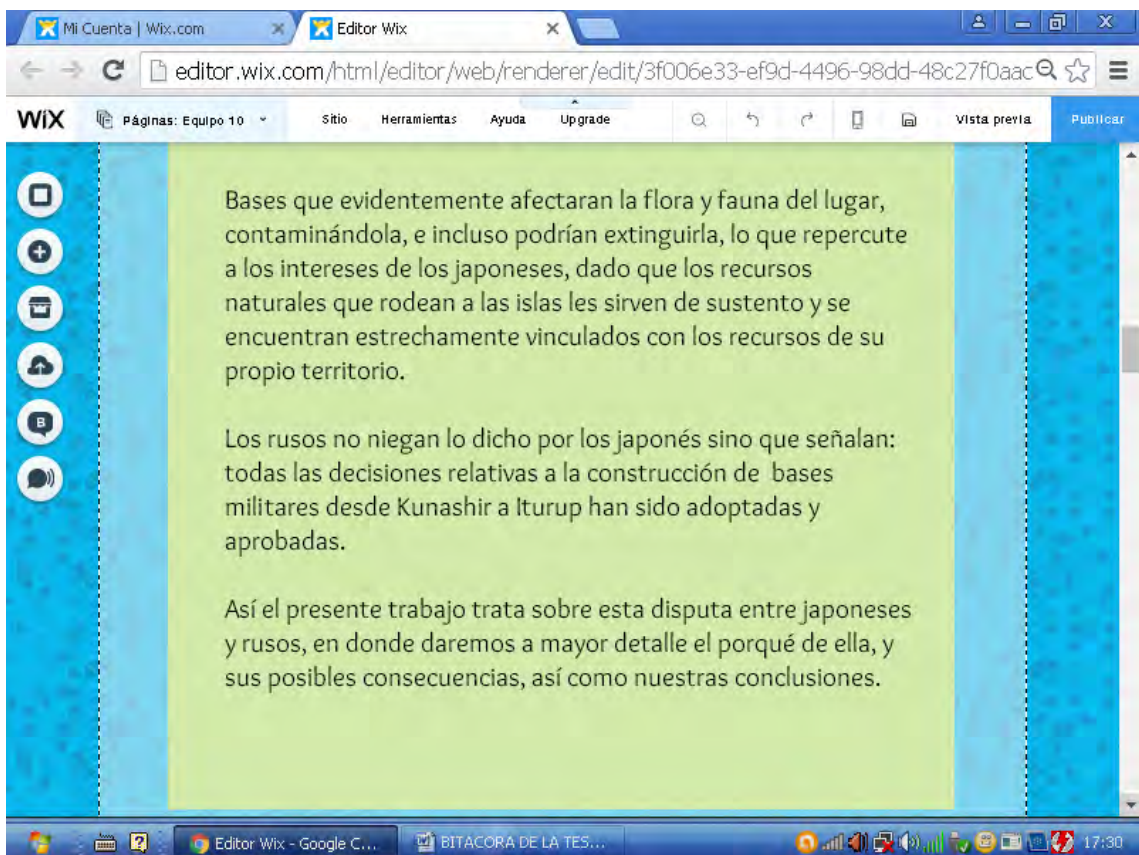 Mi Cuenta | Wix.com
Editor Wix
editor.wix.com/html/editor/web/renderer/edit/3f006e33-ef9d-4496-98dd-48c27f0aac
WiX
Páginas: Equipo 10
Sitio
Herramientas
Ayuda
Upgrade
Vista previa
Publicar
Bases que evidentemente afectaran la flora y fauna del lugar,
contaminándola, e incluso podrían extinguirla, lo que repercute
a los intereses de los japoneses, dado que los recursos
naturales que rodean a las islas les sirven de sustento y se
encuentran estrechamente vinculados con los recursos de su
propio territorio.
Los rusos no niegan lo dicho por los japonés sino que señalan:
todas las decisiones relativas a la construcción de bases
militares desde Kunashir a Iturup han sido adoptadas y
aprobadas.
Así el presente trabajo trata sobre esta disputa entre japoneses
y rusos, en donde daremos a mayor detalle el porqué de ella, y
sus posibles consecuencias, así como nuestras conclusiones.
Editor Wix - Google C...
BITACORA DE LA TES...
17:30